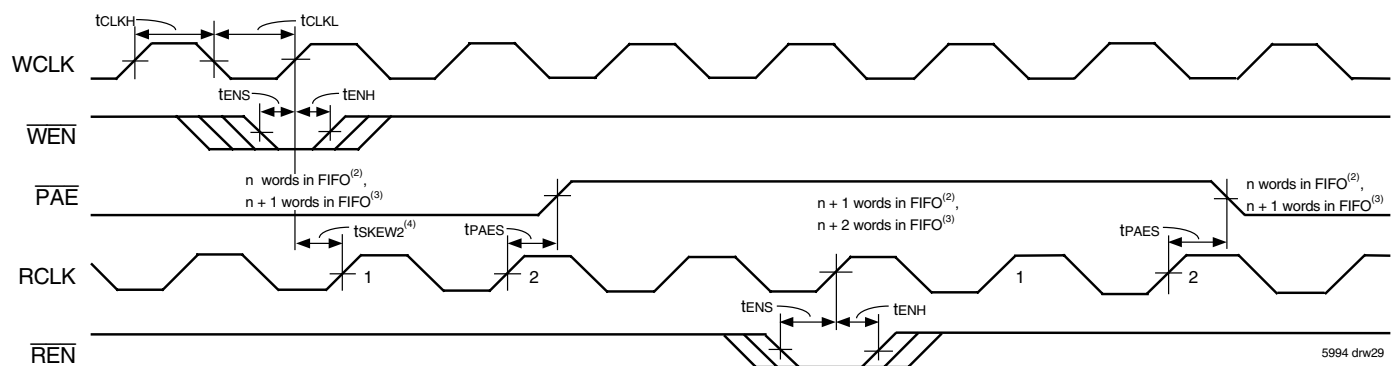 tCLKH
tCLKL
WCLK
tENS
tENH
WEN
n words in FIFO(2),
n + 1 words in FIFO(3)
PAE
n + 1 words in FIFO(2),
n + 2 words in FIFO(3)
n words in FIFO(2),
n + 1 words in FIFO(3)
tSKEW2(4)
tPAES
tPAES
RCLK
1
2
1
2
tENS
tENH
REN
5994 drw29